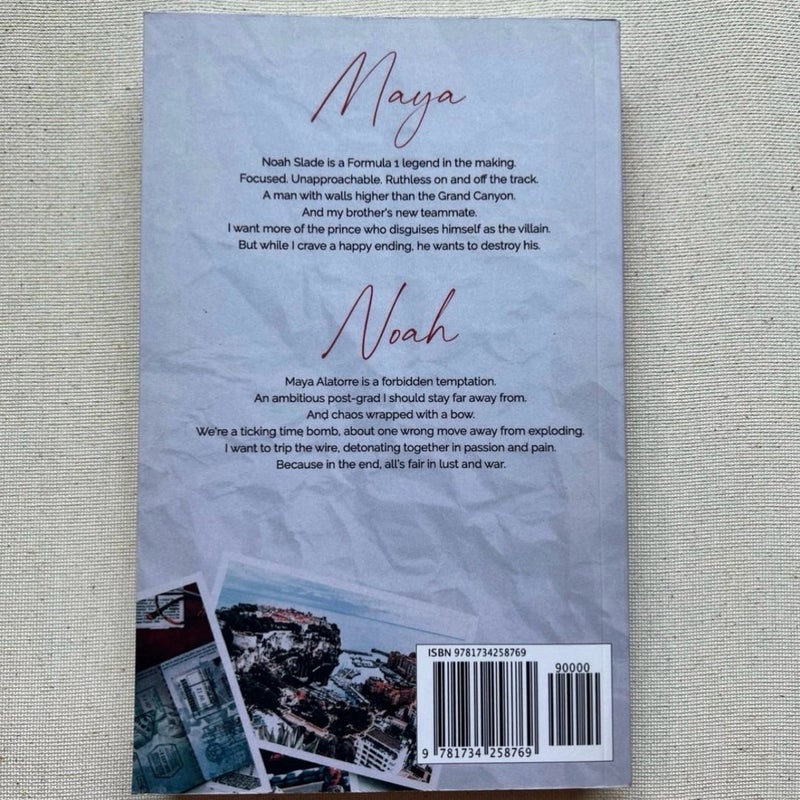 Maya
Noah Slade is a Formula 1 legend in the making.
Focused. Unapproachable. Ruthless on and off the track.
A man with walls higher than the Grand Canyon.
And my brother's new teammate.
I want more of the prince who disguises himself as the villain.
But while I crave a happy ending, he wants to destroy his.
Noah
Maya Alatorre is a forbidden temptation.
An ambitious post-grad I should stay far away from.
And chaos wrapped with a bow.
We're a ticking time bomb, about one wrong move away from exploding.
I want to trip the wire, detonating together in passion and pain.
Because in the end, all's fair in lust and war.
ISBN 9781734258769
90000
9 781734 258769